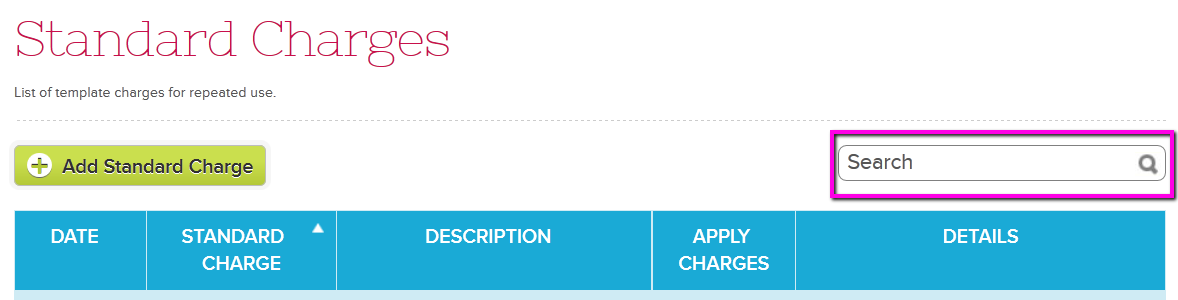 Standard Charges
List of template charges for repeated use.
Add Standard Charge
Search
DATE
STANDARD
CHARGE
DESCRIPTION
APPLY
CHARGES
DETAILS